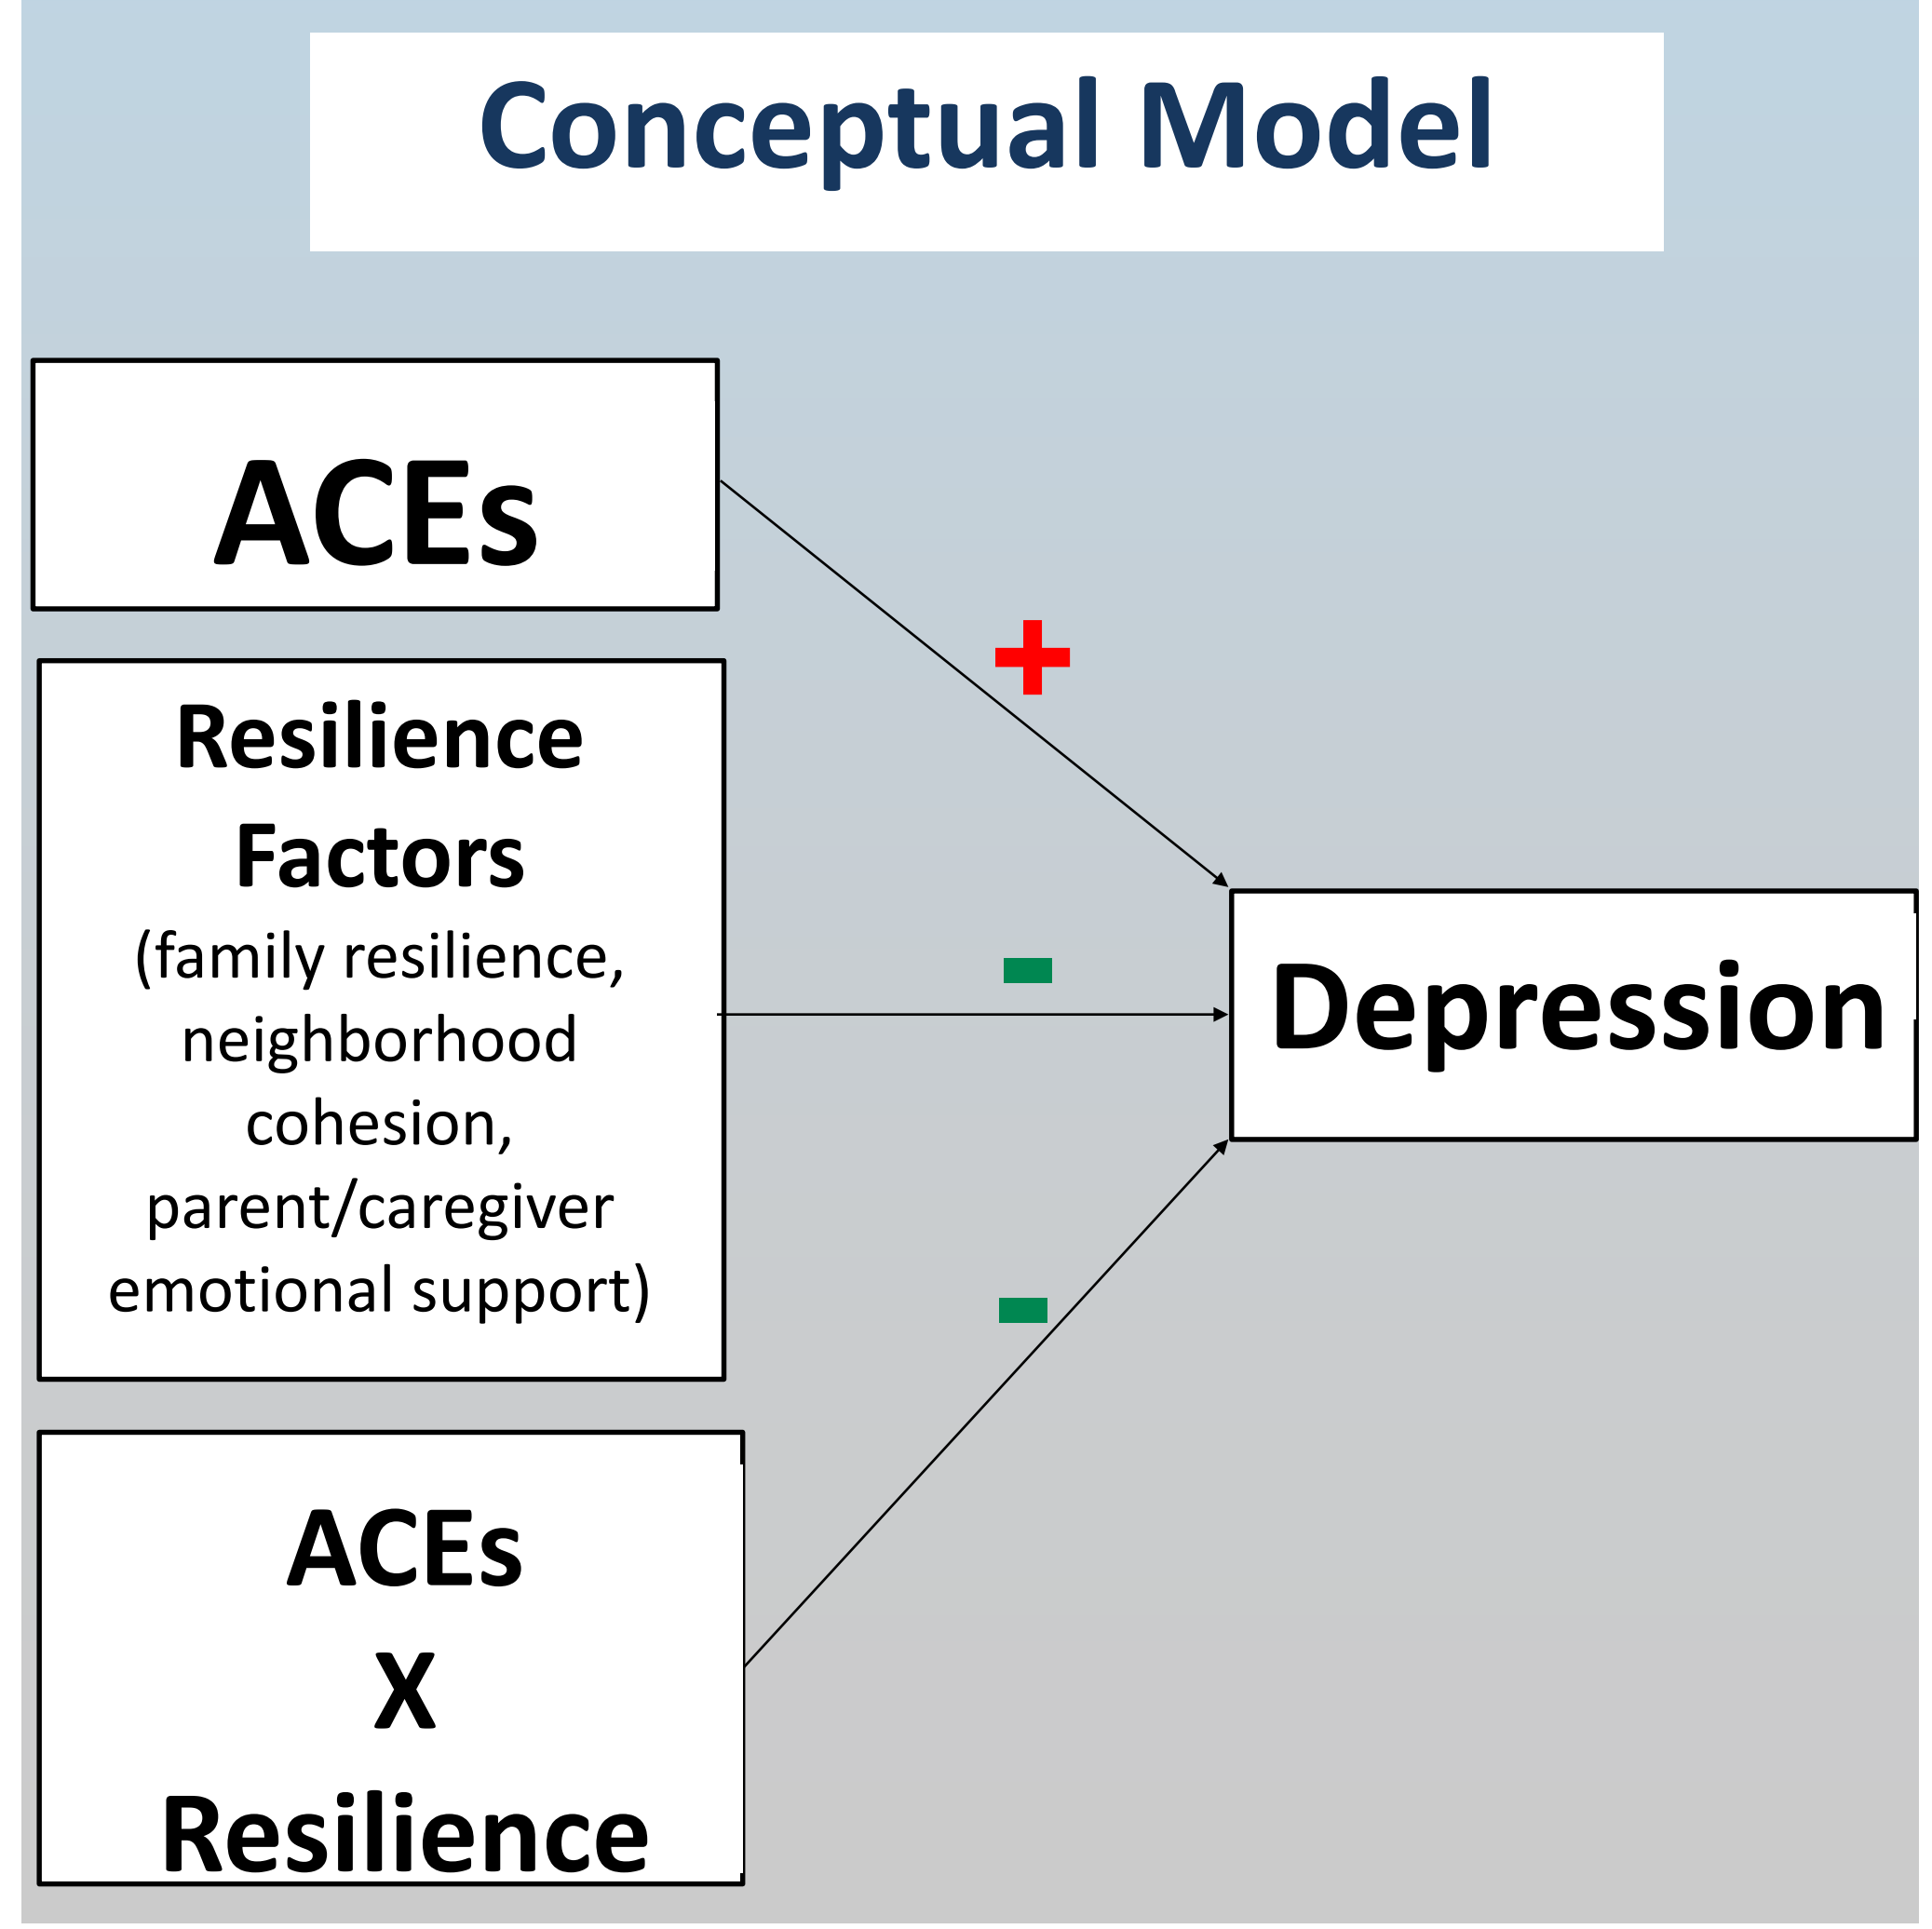 Conceptual Model
ACEs
+
Resilience
Factors
(family resilience,
neighborhood
cohesion,
parent/caregiver
emotional support)
-
Depression
-
ACEs
X
Resilience